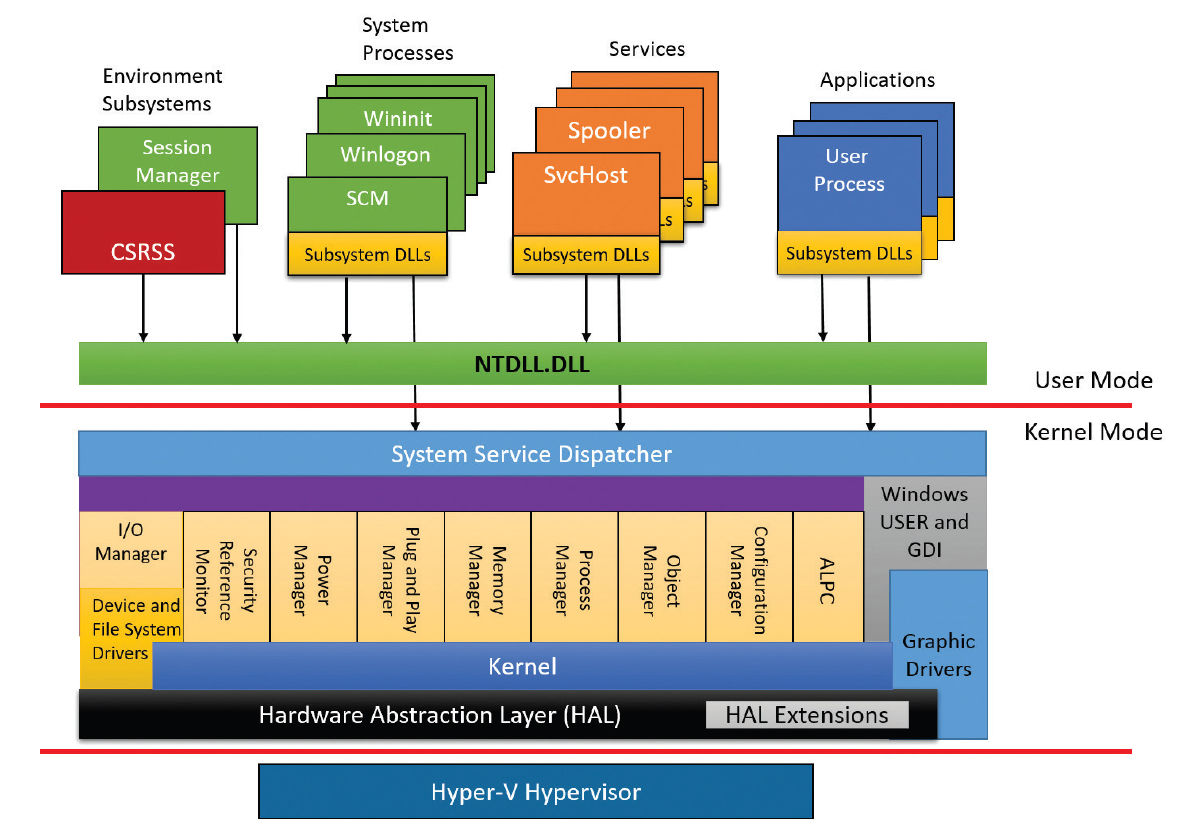 System
Processes
Services
Environment
Subsystems
Applications
Wininit
Winlogon
SCM
Subsystem DLLs
Session
Manager
CSRSS
Spooler
SvcHost
Subsystem DLLs
User
Process
Subsystem DLLs
NTDLL.DLL
User Mode
Kernel Mode
System Service Dispatcher
Windows
USER and
GDI
I/O
Manager
Device and
File System
Drivers
Security
Reference
Monitor
Power
Manager
Plug and Play
Manager
Memory
Manager
Process
Manager
Object
Manager
Configuration
Manager
ALPC
Graphic
Drivers
Kernel
Hardware Abstraction Layer (HAL)
HAL Extensions
Hyper-V Hypervisor